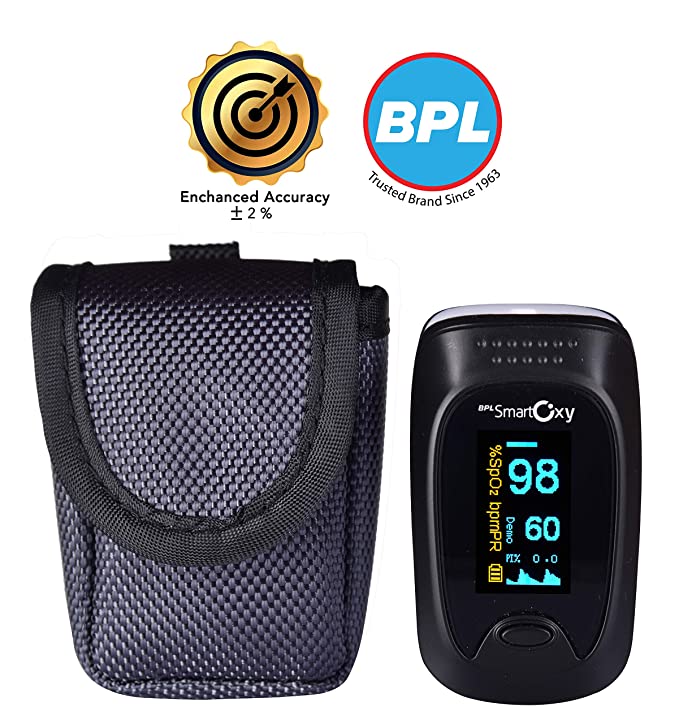 BPL
Enchanced Accuracy
± 2 %
Trusted Brand Since 1963
BPL SmartOxy
%SpO₂ bpmPR
98
Demo
60
PI% 0.0